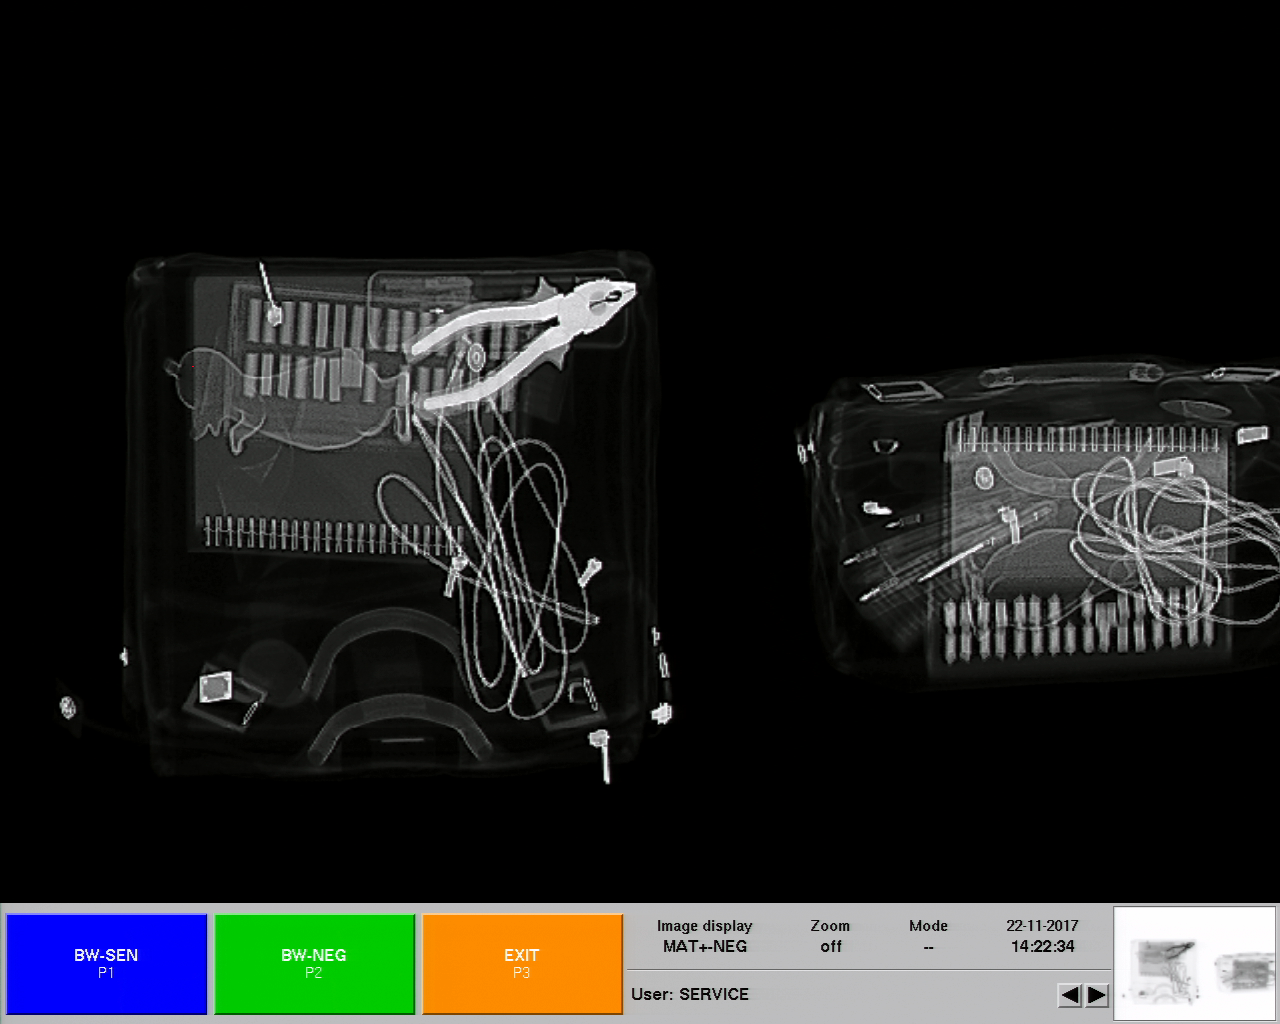 BW-SEN
P1
BW-NEG
P2
EXIT
P3
Image display
MAT+-NEG
Zoom
off
Mode
--
22-11-2017
14:22:34
User: SERVICE